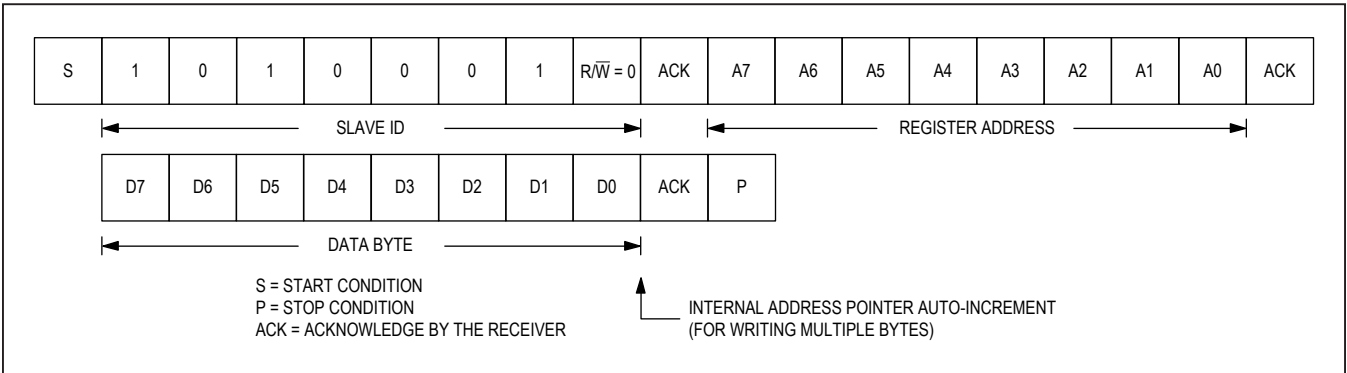 S 1 0 1 0 0 0 1 R/W̅ = 0 ACK A7 A6 A5 A4 A3 A2 A1 A0 ACK
SLAVE ID REGISTER ADDRESS
D7 D6 D5 D4 D3 D2 D1 D0 ACK P
DATA BYTE
S = START CONDITION
P = STOP CONDITION
ACK = ACKNOWLEDGE BY THE RECEIVER
INTERNAL ADDRESS POINTER AUTO-INCREMENT
(FOR WRITING MULTIPLE BYTES)